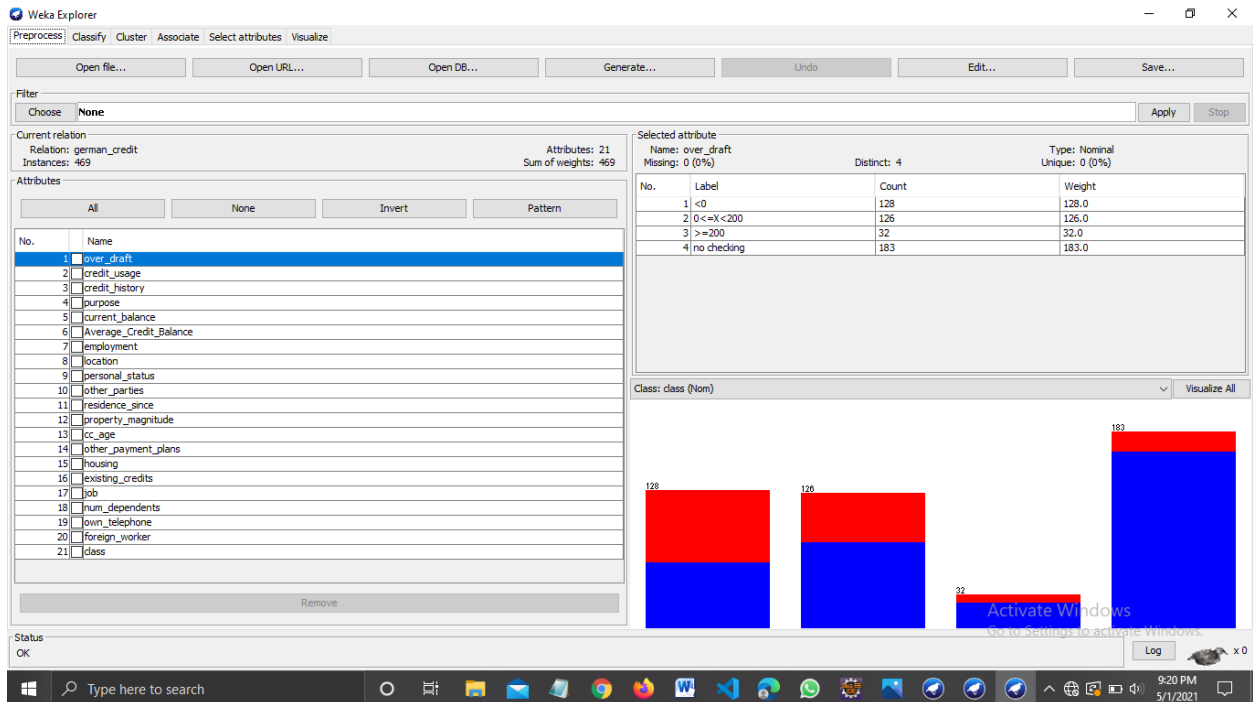 Weka Explorer
Preprocess Classify Cluster Associate Select attributes Visualize
Open file... Open URL... Open DB... Generate... Undo Edit... Save...
Filter
Choose None Apply Stop
Current relation
Relation: german_credit Attributes: 21
Instances: 469 Sum of weights: 469
Attributes
All None Invert Pattern
No. Name
1 over_draft
2 credit_usage
3 credit_history
4 purpose
5 current_balance
6 Average_Credit_Balance
7 employment
8 location
9 personal_status
10 other_parties
11 residence_since
12 property_magnitude
13 cc_age
14 other_payment_plans
15 housing
16 existing_credits
17 job
18 num_dependents
19 own_telephone
20 foreign_worker
21 class
Remove
Selected attribute
Name: over_draft Type: Nominal
Missing: 0 (0%) Distinct: 4 Unique: 0 (0%)
No. Label Count Weight
1 <0 128 128.0
2 0<=X<200 126 126.0
3 >=200 32 32.0
4 no checking 183 183.0
Class: class (Nom) Visualize All
128
126
32
183
Activate Windows
Go to Settings to activate Windows.
Status
OK
Log x 0
Type here to search
9:20 PM
5/1/2021